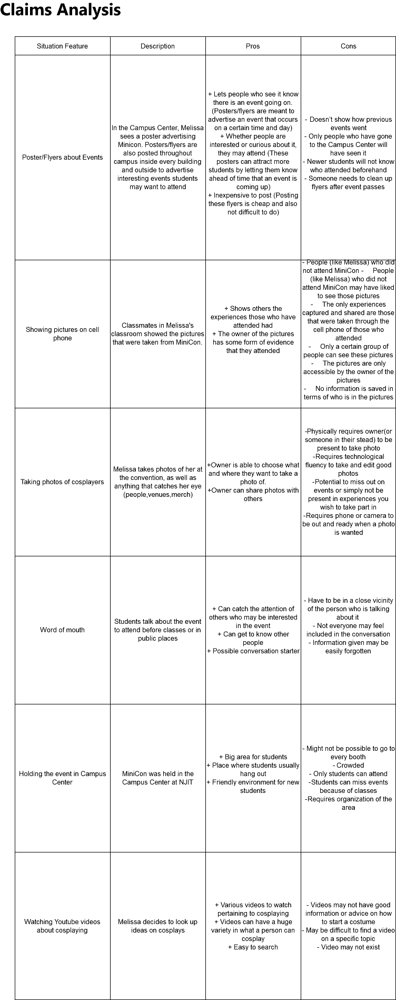 Claims Analysis
Situation Feature
Description
Pros
Cons
Poster/Flyers about Events
In the Campus Center, Melissa
sees a poster advertising
Minicon. Posters/flyers are
also posted throughout
campus inside every building
and outside to advertise
interesting events students
may want to attend
+ Lets people who see it know
there is an event going on.
(Posters/flyers are meant to
advertise an event that occurs
on a certain time and day)
+ Whether people are
interested or curious about it,
they may attend (These
posters can attract more
students by letting them know
ahead of time that an event is
coming up)
+ Inexpensive to post (Posting
these flyers is cheap and also
not difficult to do)
- Doesn't show how previous
events went
- Only people who have gone
to the Campus Center will
have seen it
- Newer students will not know
who attended beforehand
- Someone needs to clean up
flyers after event passes
Showing pictures on cell
phone
Classmates in Melissa's
classroom showed the pictures
that were taken from MiniCon.
+ Shows others the
experiences those who have
attended had
+ The owner of the pictures
has some form of evidence
that they attended
- People (like Melissa) who did
not attend MiniCon - People
(like Melissa) who did not
attend MiniCon may have liked
to see those pictures
- The only experiences
captured and shared are those
that were taken through the
cell phone of those who
attended
- Only a certain group of
people can see these pictures
- The pictures are only
accessible by the owner of the
pictures
- No information is saved in
terms of who is in the pictures
Taking photos of cosplayers
Melissa takes photos of her at
the convention, as well as
anything that catches her eye
(people,venues,merch)
+Owner is able to choose what
and where they want to take a
photo of.
+Owner can share photos with
others
-Physically requires owner(or
someone in their stead) to be
present to take photo
-Requires technological
fluency to take and edit good
photos
-Potential to miss out on
events or simply not be
present in experiences you
wish to take part in
-Requires phone or camera to
be out and ready when a photo
is wanted
Word of mouth
Students talk about the event
to attend before classes or in
public places
+ Can catch the attention of
others who may be interested
in the event
+ Can get to know other
people
+ Possible conversation starter
- Have to be in a close vicinity
of the person who is talking
about it
- Not everyone may feel
included in the conversation
- Information given may be
easily forgotten
Holding the event in Campus
Center
MiniCon was held in the
Campus Center at NJIT
+ Big area for students
+ Place where students usually
hang out
+ Friendly environment for new
students
- Might not be possible to go to
every booth
- Crowded
- Only students can attend
-Students can miss events
because of classes
-Requires organization of the
area
Watching Youtube videos
about cosplaying
Melissa decides to look up
ideas on cosplays
+ Various videos to watch
pertaining to cosplaying
+ Videos can have a huge
variety in what a person can
cosplay
+ Easy to search
- Videos may not have good
information or advice on how
to start a costume
- May be difficult to find a video
on a specific topic
- Video may not exist